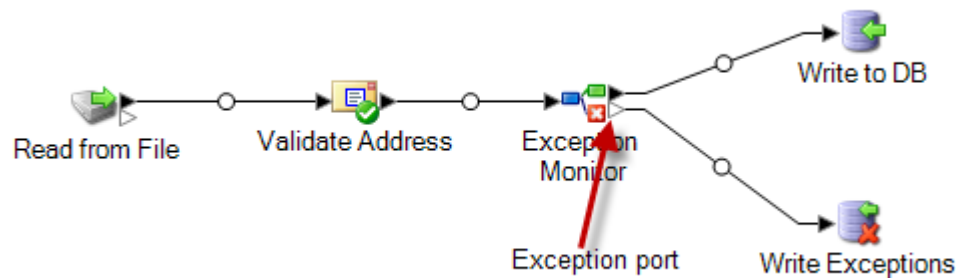 Write to DB
Read from File
Validate Address
Exception
Monitor
Exception port
Write Exceptions